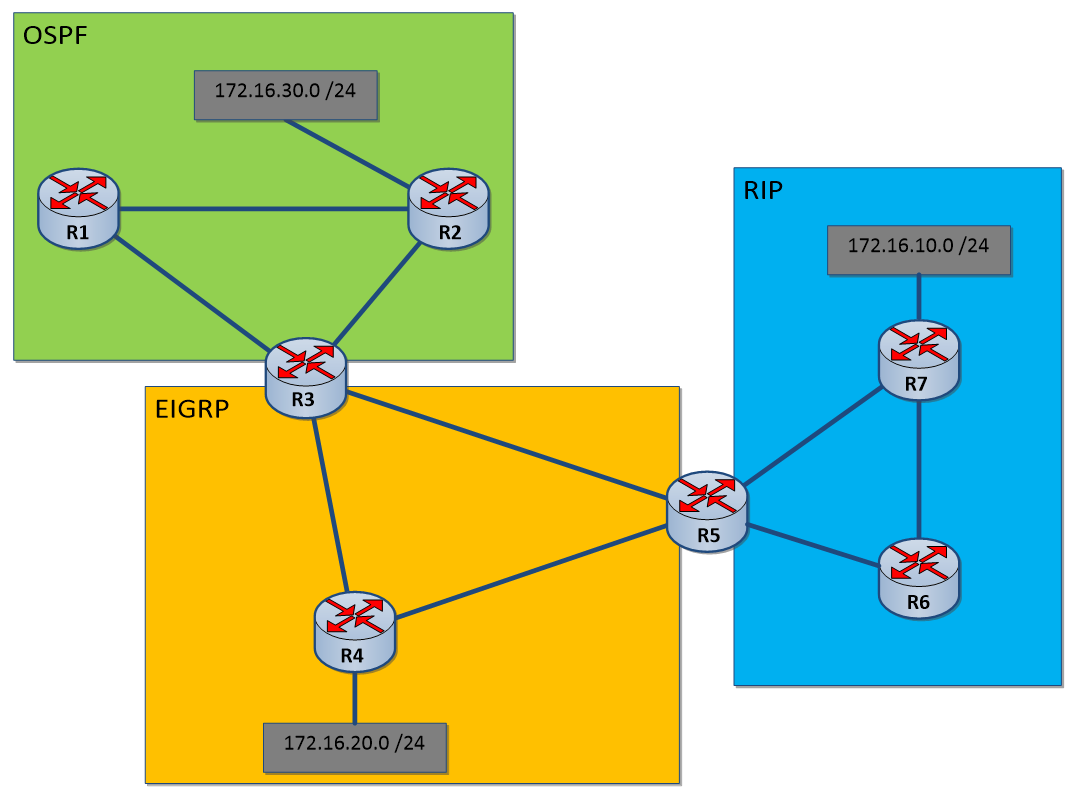 OSPF
172.16.30.0 /24
R1
R2
RIP
172.16.10.0 /24
R7
R3
EIGRP
R5
R6
R4
172.16.20.0 /24